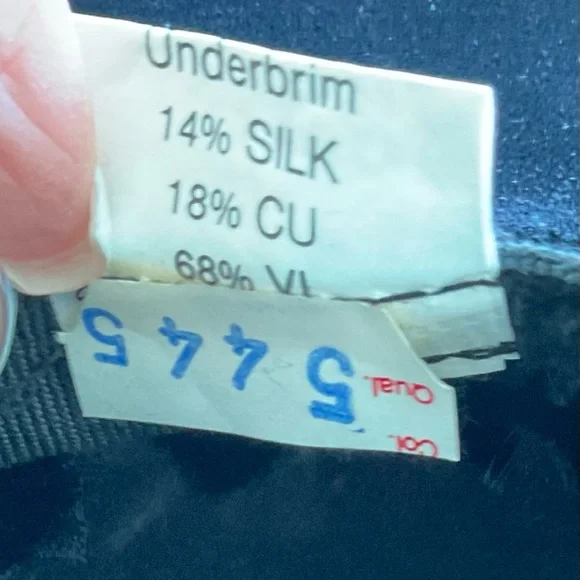 Underbrim
14% SILK
18% CU
68% VI
Col.
Qual. 5445